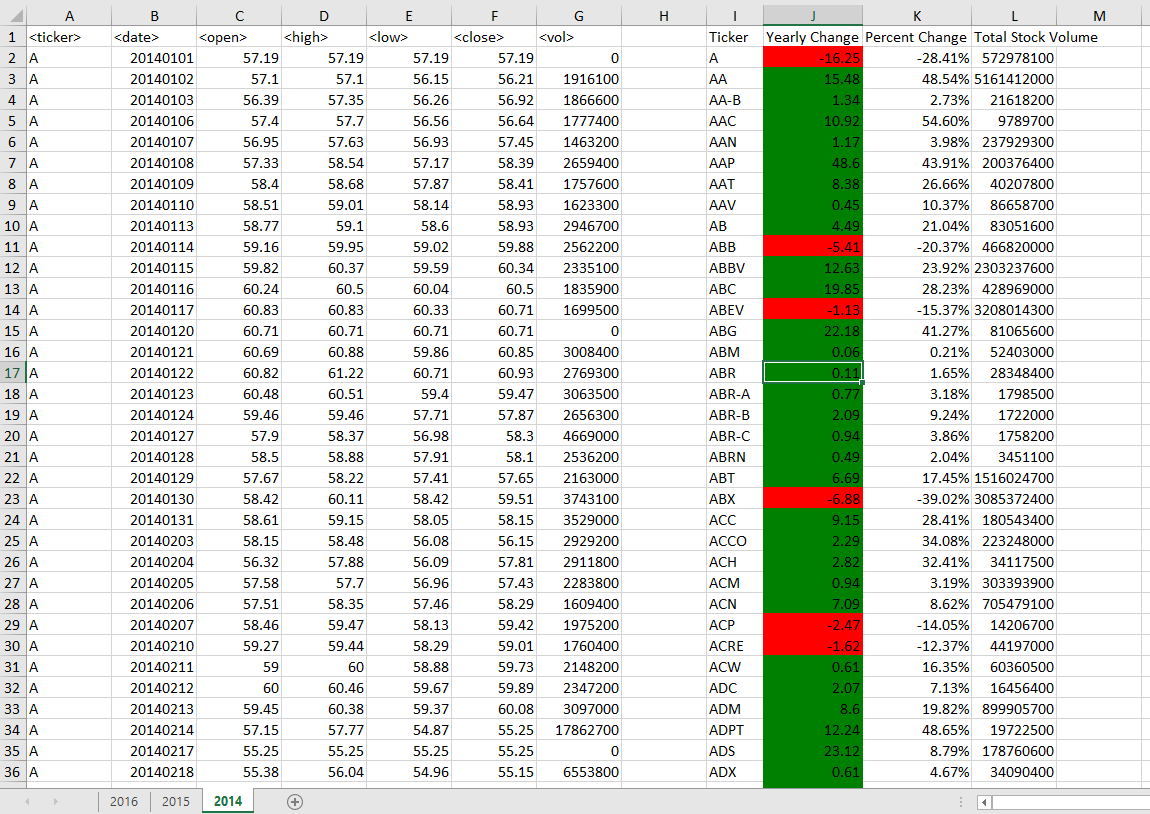 A B C D E F G H I J K L M
1 <ticker> <date> <open> <high> <low> <close> <vol> Ticker Yearly Change Percent Change Total Stock Volume
2 A 20140101 57.19 57.19 57.19 57.19 0 A -16.25 -28.41% 572978100
3 A 20140102 57.1 57.1 56.15 56.21 1916100 AA 15.48 48.54% 5161412000
4 A 20140103 56.39 57.35 56.26 56.92 1866600 AA-B 1.34 2.73% 21618200
5 A 20140106 57.4 57.7 56.56 56.64 1777400 AAC 10.92 54.60% 9789700
6 A 20140107 56.95 57.63 56.93 57.45 1463200 AAN 1.17 3.98% 237929300
7 A 20140108 57.33 58.54 57.17 58.39 2659400 AAP 48.6 43.91% 200376400
8 A 20140109 58.4 58.68 57.87 58.41 1757600 AAT 8.38 26.66% 40207800
9 A 20140110 58.51 59.01 58.14 58.93 1623300 AAV 0.45 10.37% 86658700
10 A 20140113 58.77 59.1 58.6 58.93 2946700 AB 4.49 21.04% 83051600
11 A 20140114 59.16 59.95 59.02 59.88 2562200 ABB -5.41 -20.37% 466820000
12 A 20140115 59.82 60.37 59.59 60.34 2335100 ABBV 12.63 23.92% 2303237600
13 A 20140116 60.24 60.5 60.04 60.5 1835900 ABC 19.85 28.23% 428969000
14 A 20140117 60.83 60.83 60.33 60.71 1699500 ABEV -1.13 -15.37% 3208014300
15 A 20140120 60.71 60.71 60.71 60.71 0 ABG 22.18 41.27% 81065600
16 A 20140121 60.69 60.88 59.86 60.85 3008400 ABM 0.06 0.21% 52403000
17 A 20140122 60.82 61.22 60.71 60.93 2769300 ABR 0.11 1.65% 28348400
18 A 20140123 60.48 60.51 59.4 59.47 3063500 ABR-A 0.77 3.18% 1798500
19 A 20140124 59.46 59.46 57.71 57.87 2656300 ABR-B 2.09 9.24% 1722000
20 A 20140127 57.9 58.37 56.98 58.3 4669000 ABR-C 0.94 3.86% 1758200
21 A 20140128 58.5 58.88 57.91 58.1 2536200 ABRN 0.49 2.04% 3451100
22 A 20140129 57.67 58.22 57.41 57.65 2163000 ABT 6.69 17.45% 1516024700
23 A 20140130 58.42 60.11 58.42 59.51 3743100 ABX -6.88 -39.02% 3085372400
24 A 20140131 58.61 59.15 58.05 58.15 3529000 ACC 9.15 28.41% 180543400
25 A 20140203 58.15 58.48 56.08 56.15 2929200 ACCO 2.29 34.08% 223248000
26 A 20140204 56.32 57.88 56.09 57.81 2911800 ACH 2.82 32.41% 34117500
27 A 20140205 57.58 57.7 56.96 57.43 2283800 ACM 0.94 3.19% 303393900
28 A 20140206 57.51 58.35 57.46 58.29 1609400 ACN 7.09 8.62% 705479100
29 A 20140207 58.46 59.47 58.13 59.42 1975200 ACP -2.47 -14.05% 14206700
30 A 20140210 59.27 59.44 58.29 59.01 1760400 ACRE -1.62 -12.37% 44197000
31 A 20140211 59 60 58.88 59.73 2148200 ACW 0.61 16.35% 60360500
32 A 20140212 60 60.46 59.67 59.89 2347200 ADC 2.07 7.13% 16456400
33 A 20140213 59.45 60.38 59.37 60.08 3097000 ADM 8.6 19.82% 899905700
34 A 20140214 57.15 57.77 54.87 55.25 17862700 ADPT 12.24 48.65% 19722500
35 A 20140217 55.25 55.25 55.25 55.25 0 ADS 23.12 8.79% 178760600
36 A 20140218 55.38 56.04 54.96 55.15 6553800 ADX 0.61 4.67% 34090400
2016 2015 2014